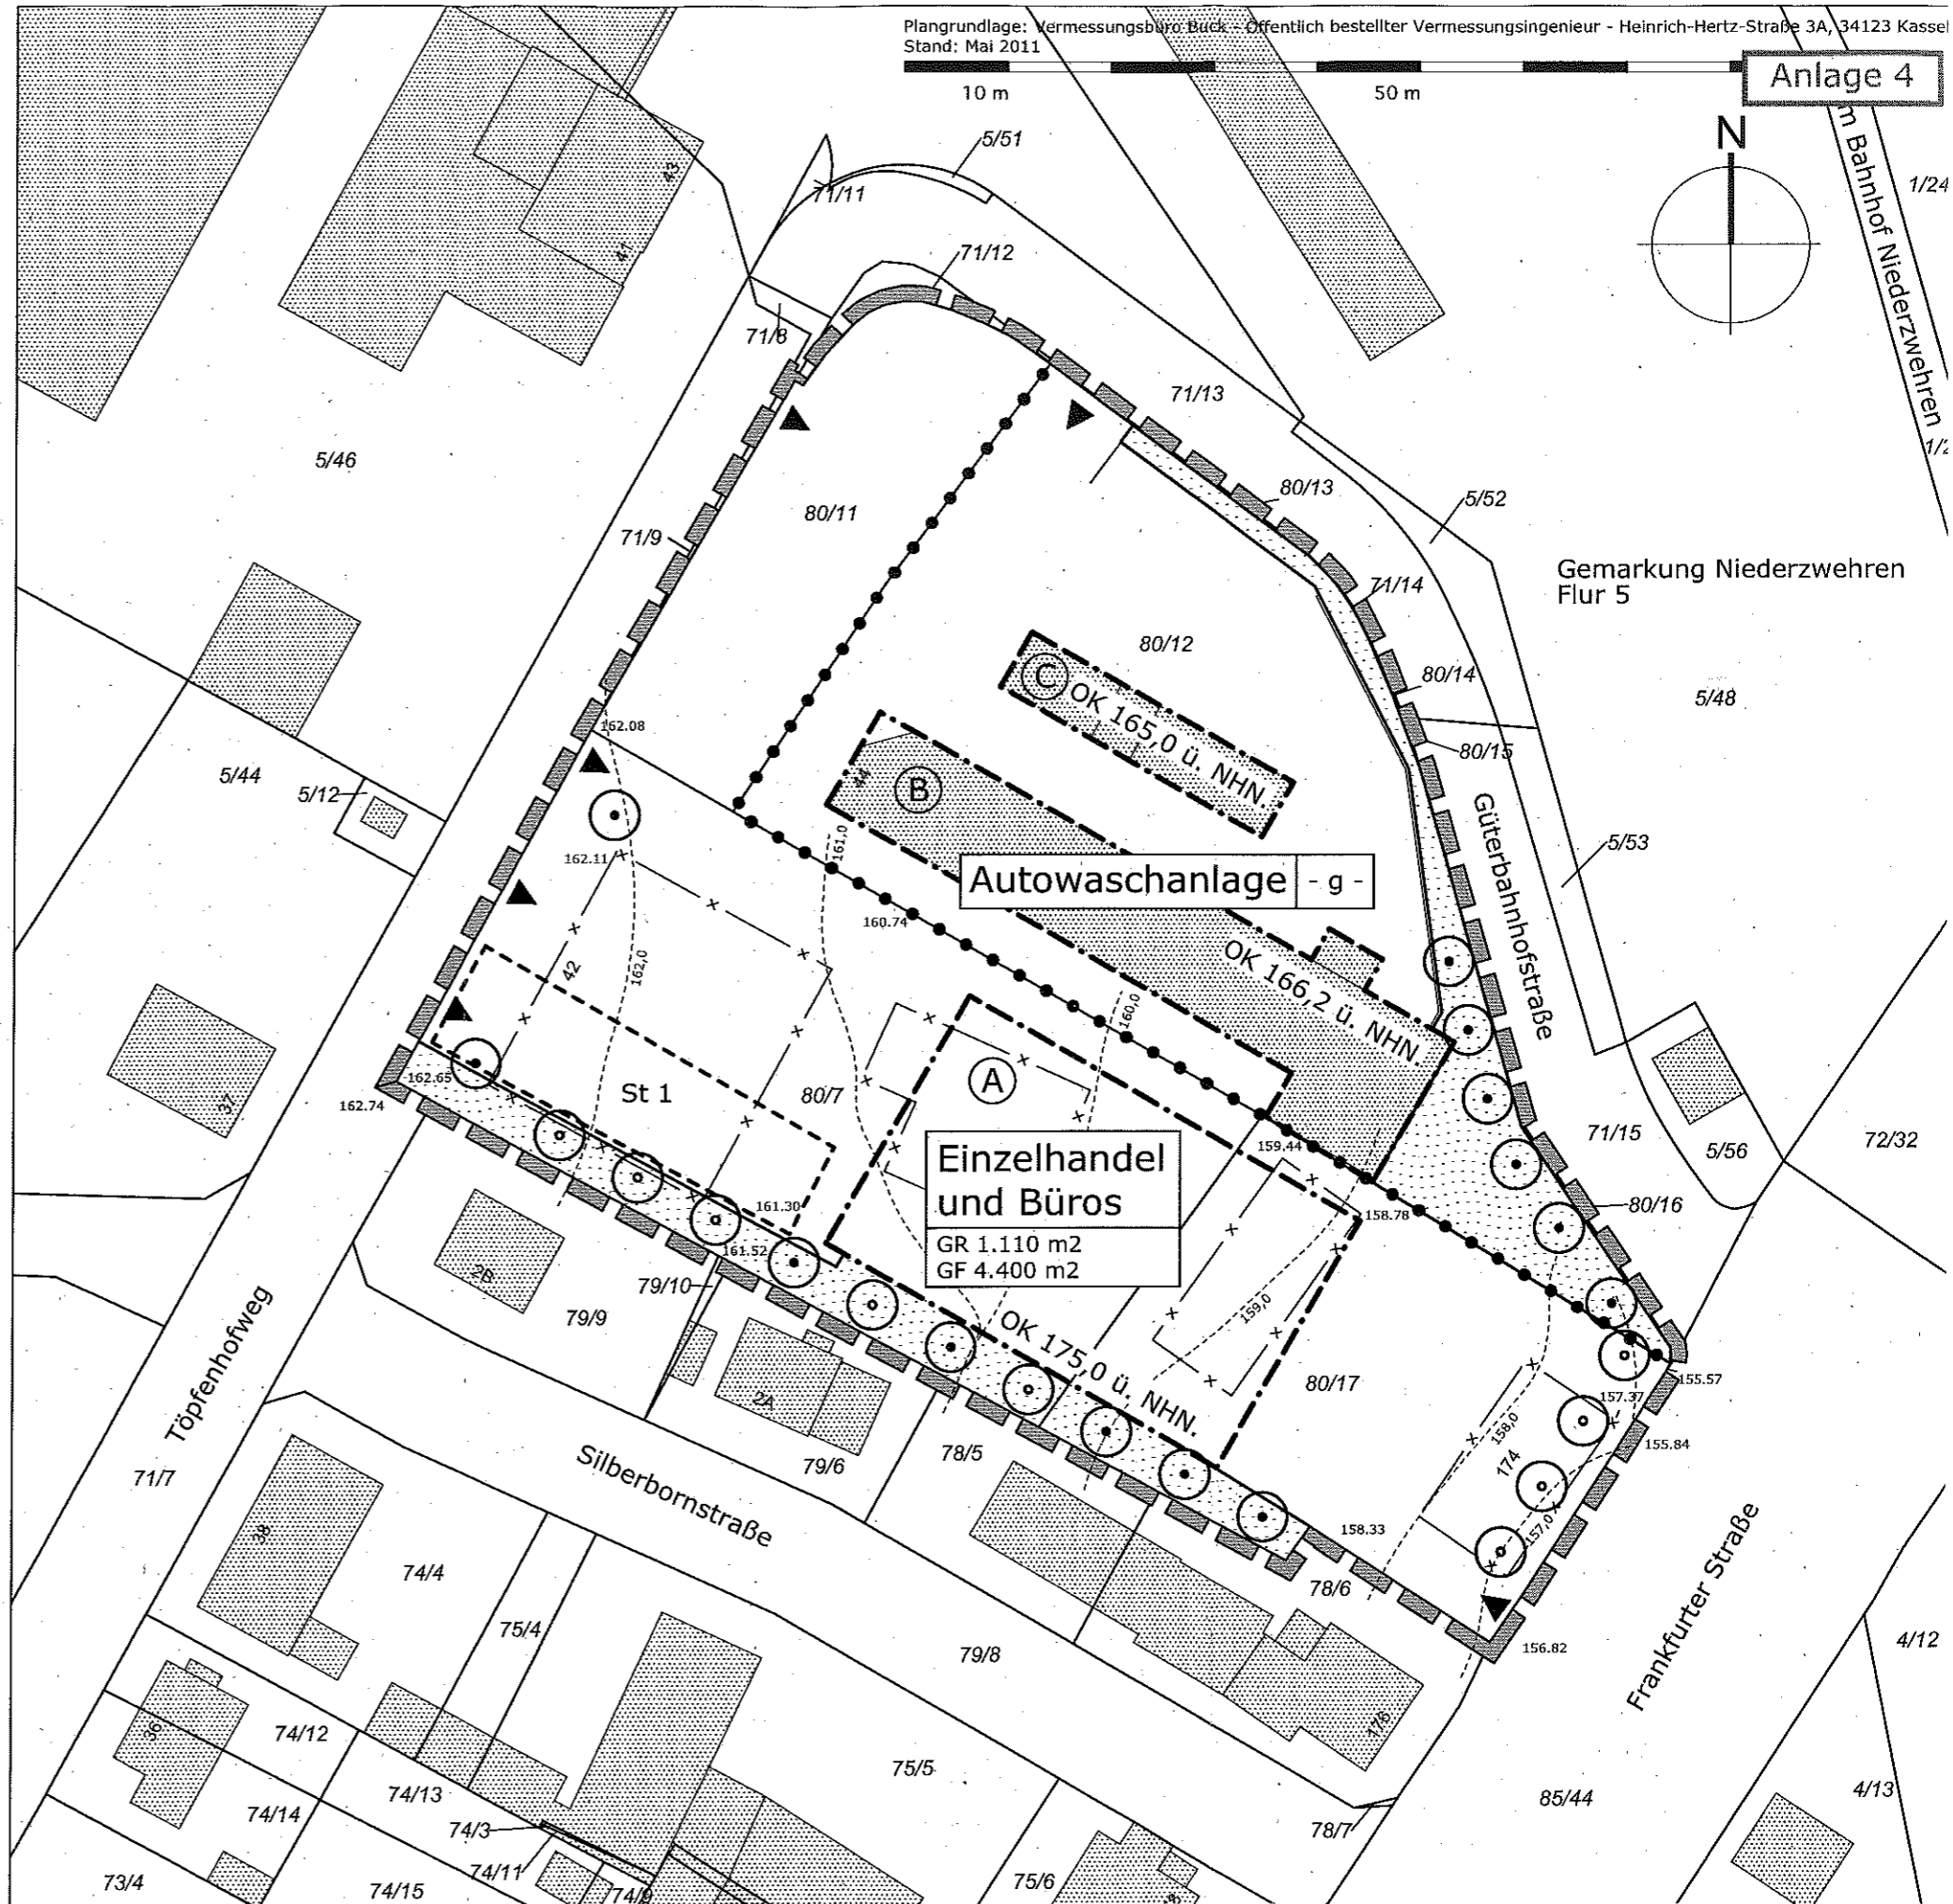 Plangrundlage: Vermessungsbüro Buck - Öffentlich bestellter Vermessungsingenieur - Heinrich-Hertz-Straße 3A, 34123 Kassel
Stand: Mai 2011
Anlage 4
10 m
50 m
N
m Bahnhof Niederzwehren
1/24
5/51
71/11
43
41
71/12
71/8
71/13
5/46
80/11
80/13
5/52
71/9
71/14
Gemarkung Niederzwehren
Flur 5
80/12
80/14
5/48
C
OK 165,0 ü. NHN.
162.08
80/15
5/44
5/12
44
B
Güterbahnhofstraße
5/53
162.11
161,0
Autowaschanlage
- g -
160.74
42
162,0
OK 166,2 ü. NHN.
160,0
162.65
162.74
37
St 1
80/7
A
71/15
5/56
72/32
Einzelhandel
und Büros
GR 1.110 m2
GF 4.400 m2
159.44
158.78
80/16
161.30
161.52
2B
79/10
79/9
159,0
OK 175,0 ü. NHN.
80/17
155.57
157.37
2A
Töpfenhofweg
158,0
155.84
174
71/7
Silberbornstraße
79/6
78/5
157,0
158.33
38
74/4
78/6
75/4
79/8
156.82
Frankfurter Straße
4/12
36
74/12
176
75/5
74/13
74/14
85/44
4/13
74/3
78/7
74/11
73/4
74/15
74/9
75/6